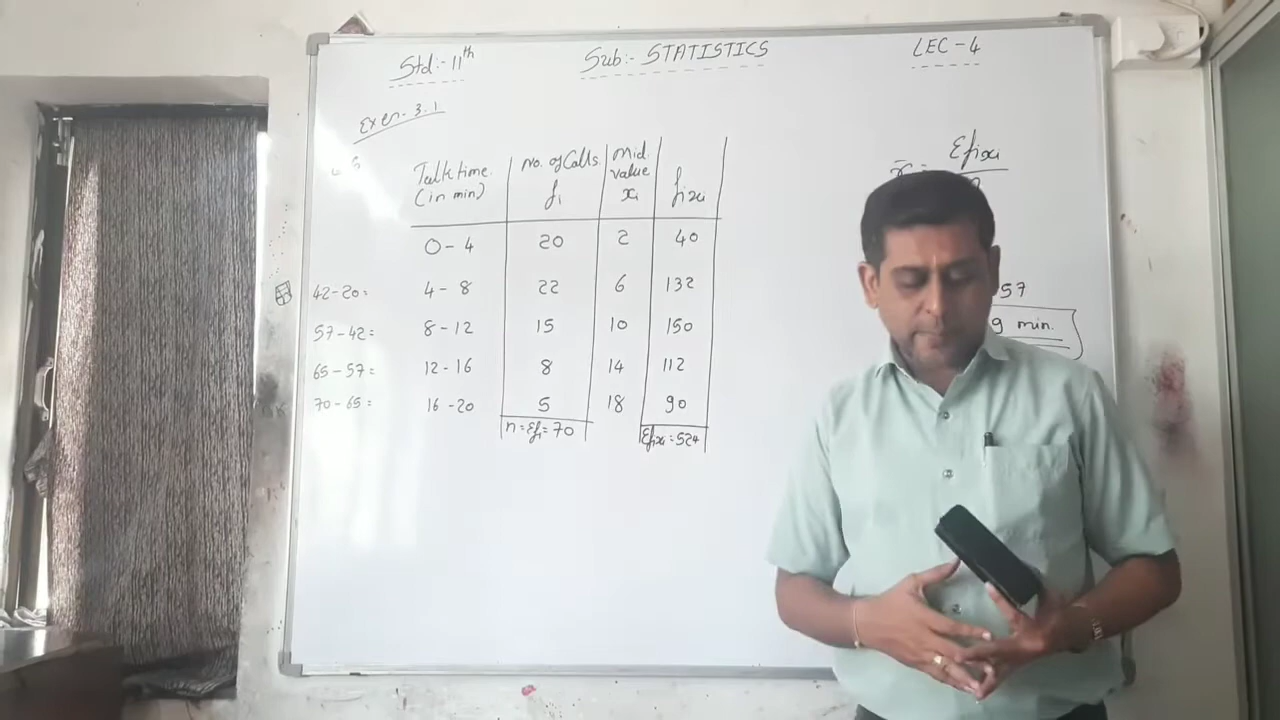 Std:- 11th
Sub:- STATISTICS
LEC-4
Exer-3.1
Talktime. (in min) No. of Calls. fi Mid. value xi fixi
0-4 20 2 40
42-20= 4-8 22 6 132
57-42= 8-12 15 10 150
65-57= 12-16 8 14 112
70-65= 16-20 5 18 90
n=Σfi=70 Σfixi=524
Σfixi
57
9 min.